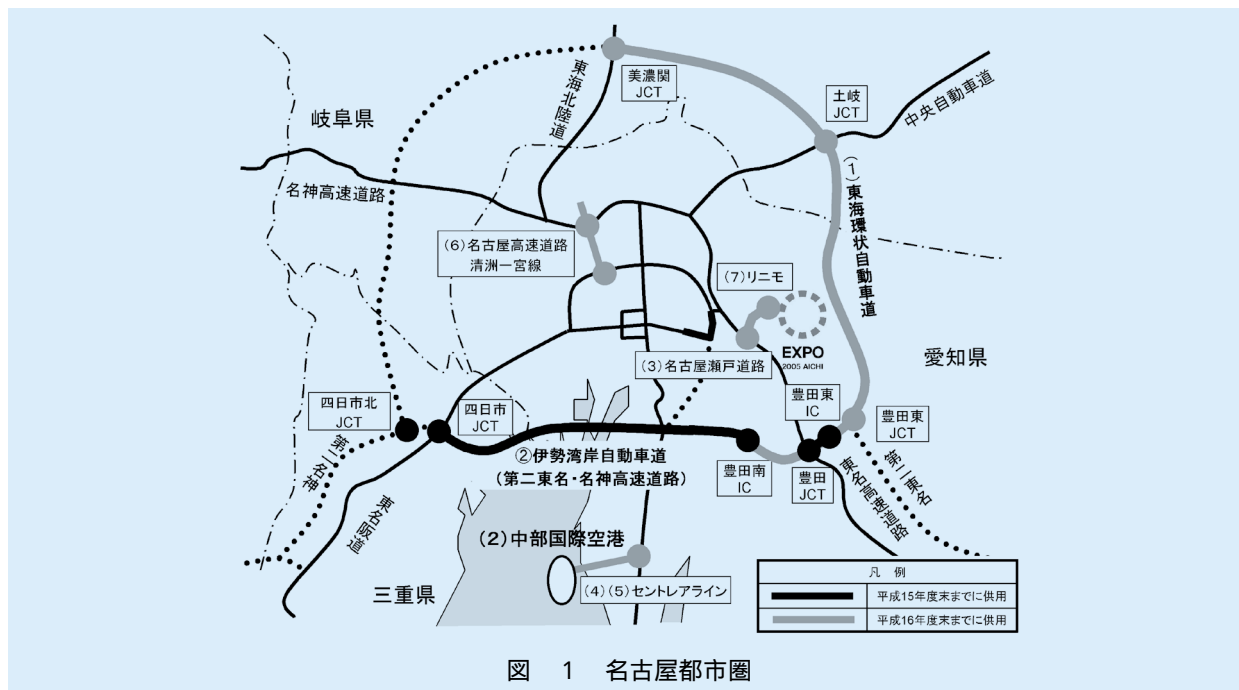 美濃関
JCT
東海北陸道
土岐
JCT
中央自動車道
岐阜県
(1)東海環状自動車道
名神高速道路
(6)名古屋高速道路
清洲一宮線
(7)リニモ
EXPO
2005 AICHI
(3)名古屋瀬戸道路
愛知県
四日市北
JCT
四日市
JCT
豊田東
IC
豊田東
JCT
第二名神
②伊勢湾岸自動車道
(第二東名・名神高速道路)
豊田南
IC
豊田
JCT
東名高速道路
第二東名
東名阪道
(2)中部国際空港
(4)(5)セントレアライン
三重県
凡 例
平成15年度末までに供用
平成16年度末までに供用
図 1 名古屋都市圏